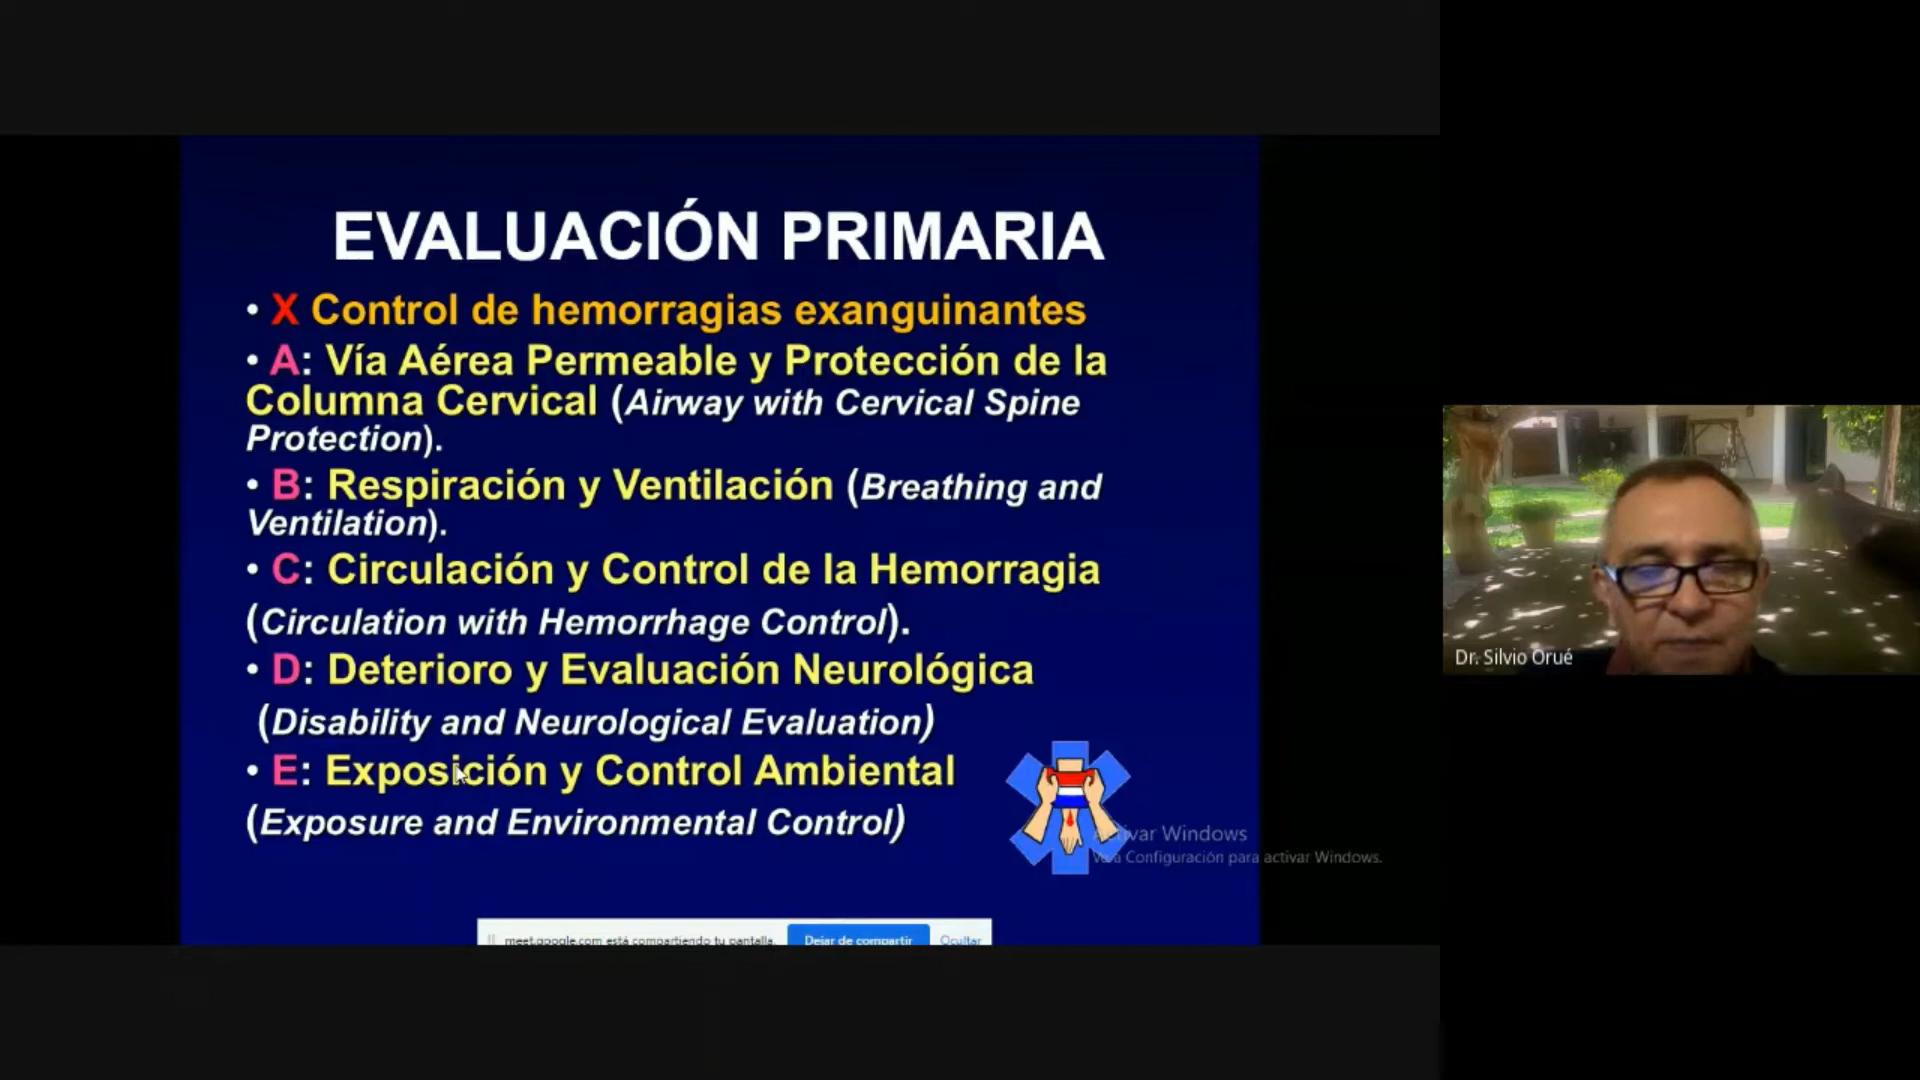 EVALUACIÓN PRIMARIA
• X Control de hemorragias exanguinantes
• A: Vía Aérea Permeable y Protección de la
Columna Cervical (Airway with Cervical Spine
Protection).
• B: Respiración y Ventilación (Breathing and
Ventilation).
• C: Circulación y Control de la Hemorragia
(Circulation with Hemorrhage Control).
• D: Deterioro y Evaluación Neurológica
(Disability and Neurological Evaluation)
• E: Exposición y Control Ambiental
(Exposure and Environmental Control)
Activar Windows
Ve a Configuración para activar Windows.
meet.google.com está compartiendo tu pantalla.
Dejar de compartir
Ocultar
Dr. Silvio Orué